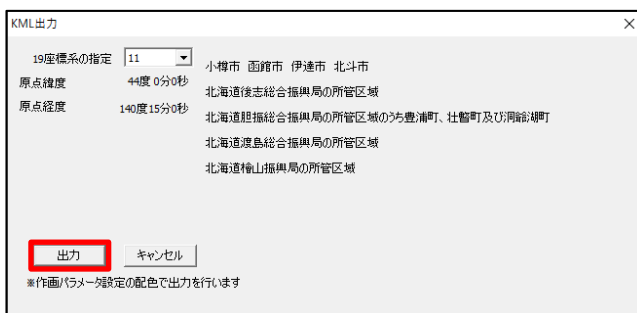 KML出力
19座標系の指定 11
小樽市 函館市 伊達市 北斗市
原点緯度 44度 0分0秒
北海道後志総合振興局の所管区域
原点経度 140度15分0秒
北海道胆振総合振興局の所管区域のうち豊浦町、壮瞥町及び洞爺湖町
北海道渡島総合振興局の所管区域
北海道檜山振興局の所管区域
出力 キャンセル
※作画パラメータ設定の配色で出力を行います